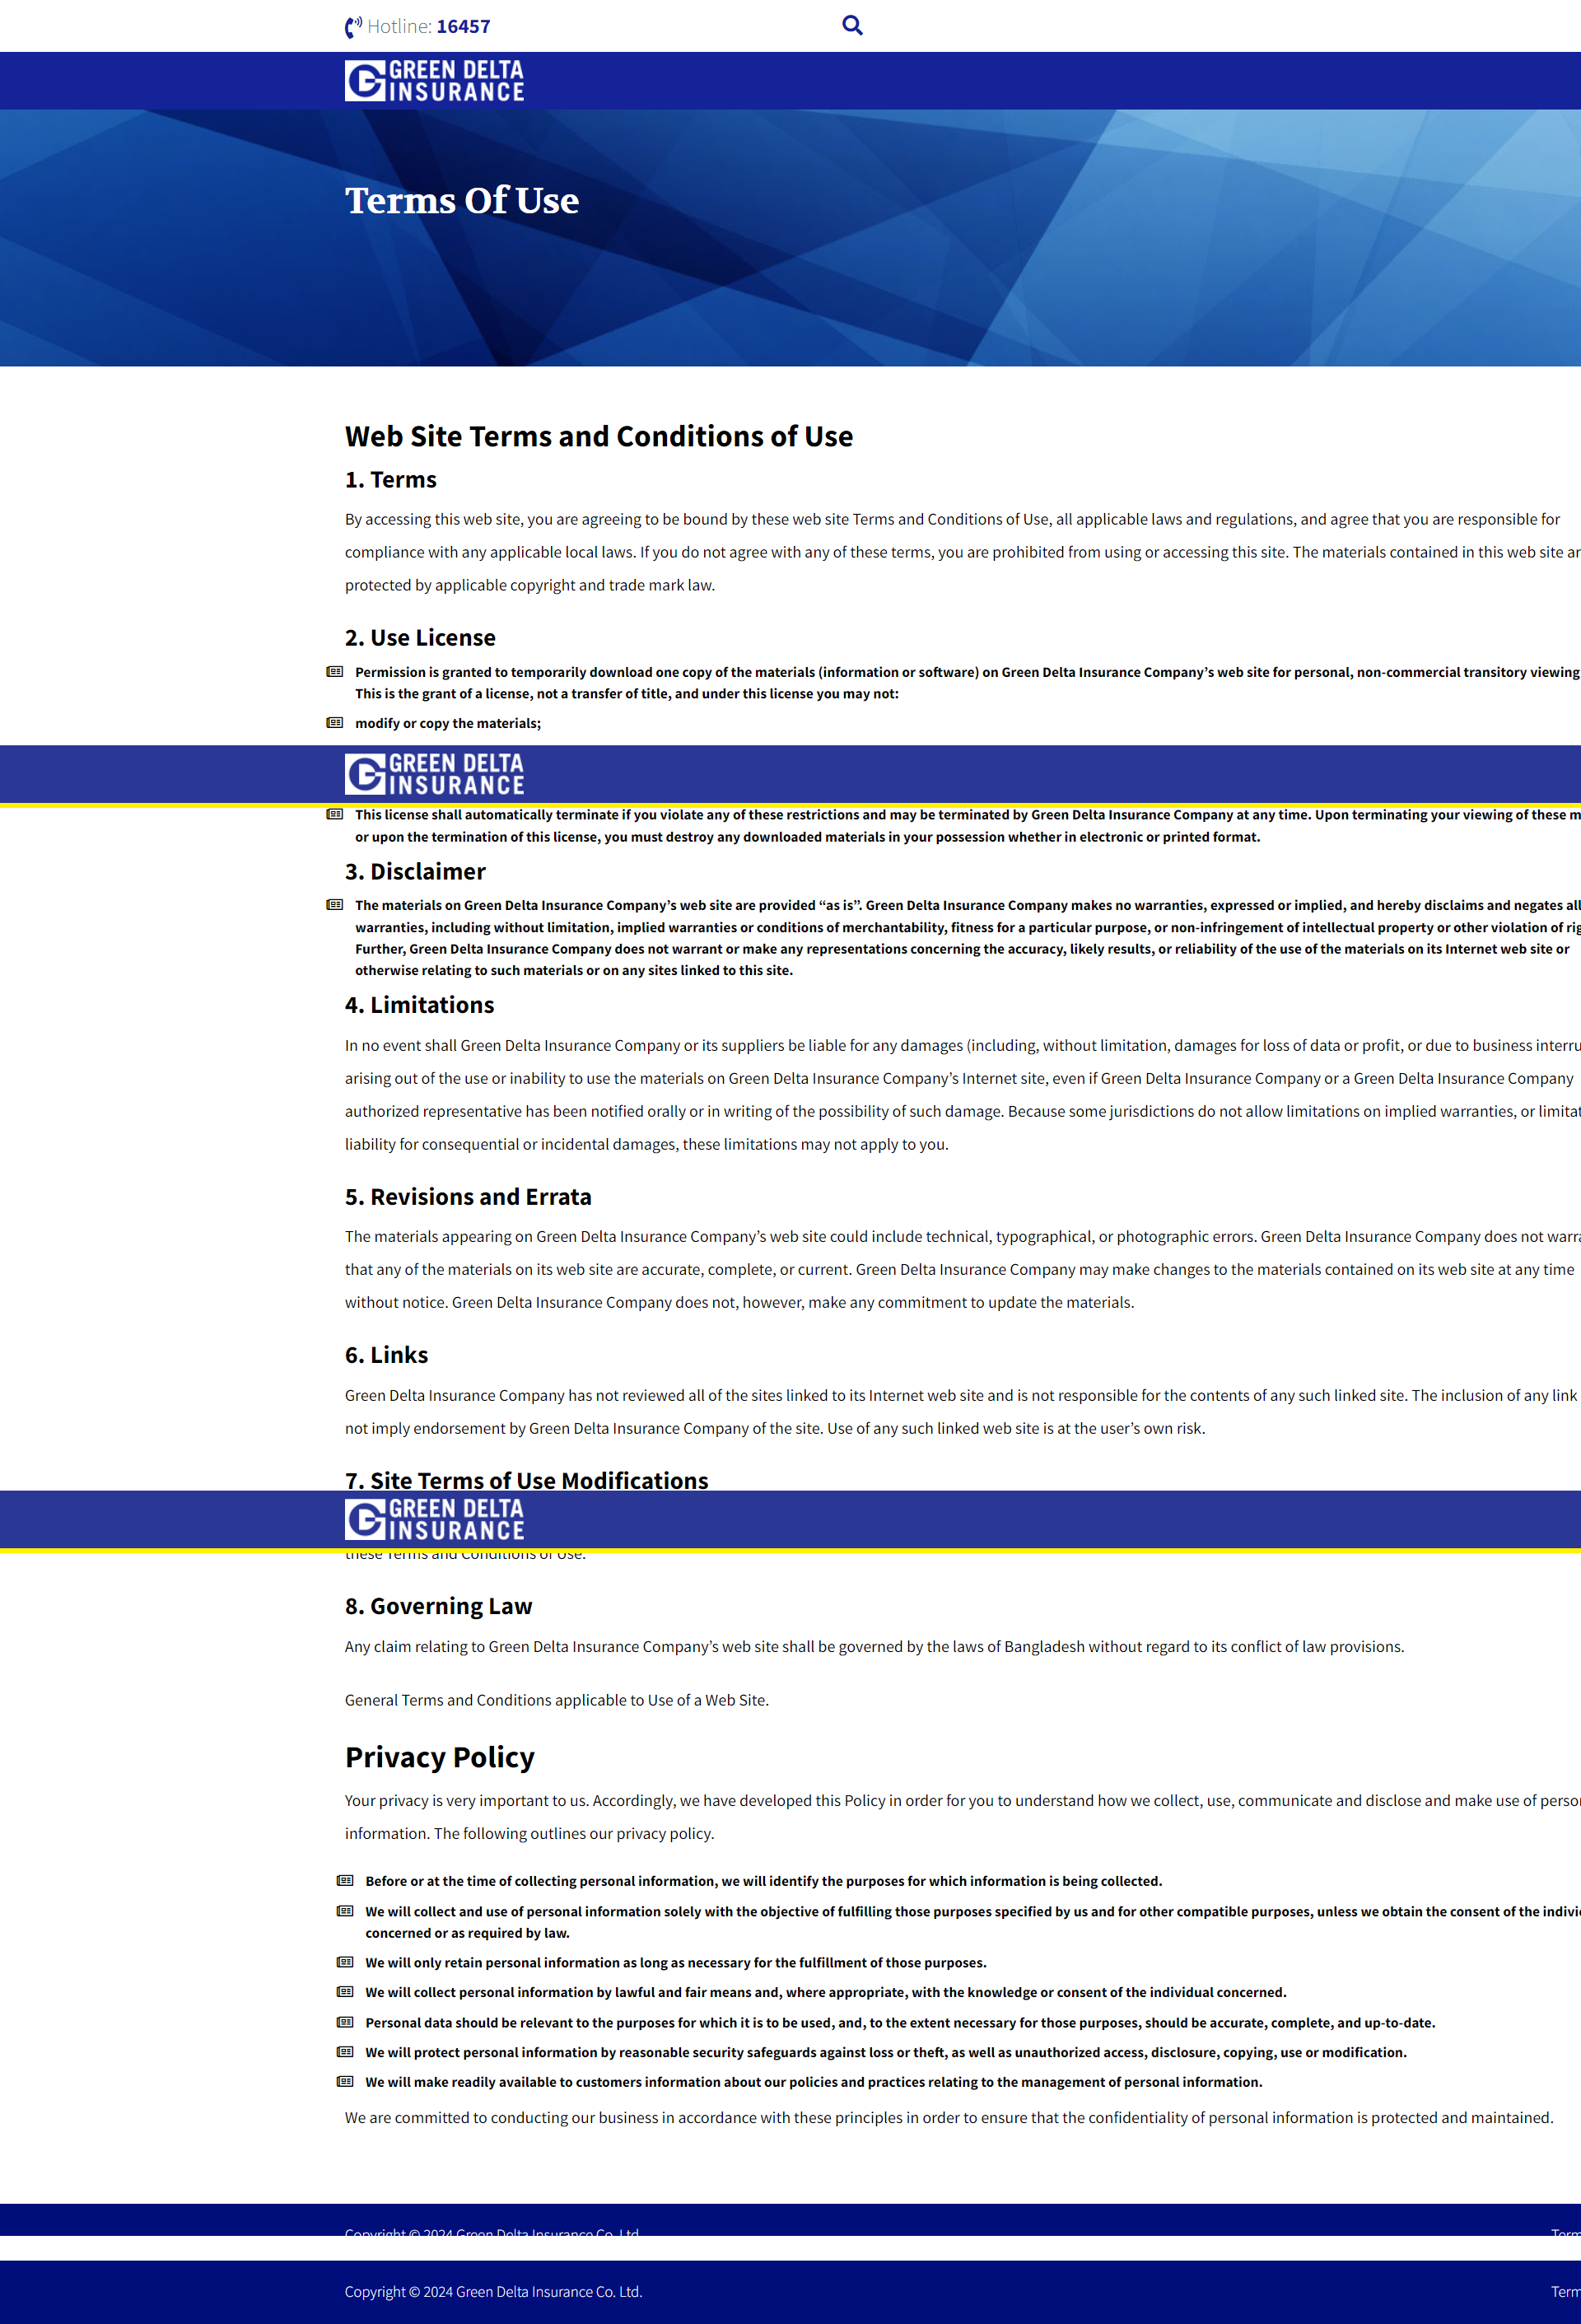 Hotline: 16457
GREEN DELTA
INSURANCE
Terms Of Use
Web Site Terms and Conditions of Use
1. Terms
By accessing this web site, you are agreeing to be bound by these web site Terms and Conditions of Use, all applicable laws and regulations, and agree that you are responsible for
compliance with any applicable local laws. If you do not agree with any of these terms, you are prohibited from using or accessing this site. The materials contained in this web site
protected by applicable copyright and trade mark law.
2. Use License
Permission is granted to temporarily download one copy of the materials (information or software) on Green Delta Insurance Company’s web site for personal, non-commercial transitory viewing
This is the grant of a license, not a transfer of title, and under this license you may not:
modify or copy the materials;
GREEN DELTA
INSURANCE
This license shall automatically terminate if you violate any of these restrictions and may be terminated by Green Delta Insurance Company at any time. Upon terminating your viewing of these
or upon the termination of this license, you must destroy any downloaded materials in your possession whether in electronic or printed format.
3. Disclaimer
The materials on Green Delta Insurance Company’s web site are provided “as is”. Green Delta Insurance Company makes no warranties, expressed or implied, and hereby disclaims and negates all
warranties, including without limitation, implied warranties or conditions of merchantability, fitness for a particular purpose, or non-infringement of intellectual property or other violation of
Further, Green Delta Insurance Company does not warrant or make any representations concerning the accuracy, likely results, or reliability of the use of the materials on its Internet web site or
otherwise relating to such materials or on any sites linked to this site.
4. Limitations
In no event shall Green Delta Insurance Company or its suppliers be liable for any damages (including, without limitation, damages for loss of data or profit, or due to business
arising out of the use or inability to use the materials on Green Delta Insurance Company’s Internet site, even if Green Delta Insurance Company or a Green Delta Insurance Company
authorized representative has been notified orally or in writing of the possibility of such damage. Because some jurisdictions do not allow limitations on implied warranties, or
liability for consequential or incidental damages, these limitations may not apply to you.
5. Revisions and Errata
The materials appearing on Green Delta Insurance Company’s web site could include technical, typographical, or photographic errors. Green Delta Insurance Company does not
that any of the materials on its web site are accurate, complete, or current. Green Delta Insurance Company may make changes to the materials contained on its web site at any time
without notice. Green Delta Insurance Company does not, however, make any commitment to update the materials.
6. Links
Green Delta Insurance Company has not reviewed all of the sites linked to its Internet web site and is not responsible for the contents of any such linked site. The inclusion of any link
not imply endorsement by Green Delta Insurance Company of the site. Use of any such linked web site is at the user’s own risk.
7. Site Terms of Use Modifications
GREEN DELTA
INSURANCE
these Terms and Conditions of Use.
8. Governing Law
Any claim relating to Green Delta Insurance Company’s web site shall be governed by the laws of Bangladesh without regard to its conflict of law provisions.
General Terms and Conditions applicable to Use of a Web Site.
Privacy Policy
Your privacy is very important to us. Accordingly, we have developed this Policy in order for you to understand how we collect, use, communicate and disclose and make use of
information. The following outlines our privacy policy.
Before or at the time of collecting personal information, we will identify the purposes for which information is being collected.
We will collect and use of personal information solely with the objective of fulfilling those purposes specified by us and for other compatible purposes, unless we obtain the consent of the
concerned or as required by law.
We will only retain personal information as long as necessary for the fulfillment of those purposes.
We will collect personal information by lawful and fair means and, where appropriate, with the knowledge or consent of the individual concerned.
Personal data should be relevant to the purposes for which it is to be used, and, to the extent necessary for those purposes, should be accurate, complete, and up-to-date.
We will protect personal information by reasonable security safeguards against loss or theft, as well as unauthorized access, disclosure, copying, use or modification.
We will make readily available to customers information about our policies and practices relating to the management of personal information.
We are committed to conducting our business in accordance with these principles in order to ensure that the confidentiality of personal information is protected and maintained.
Copyright © 2024 Green Delta Insurance Co. Ltd.
Copyright © 2024 Green Delta Insurance Co. Ltd.